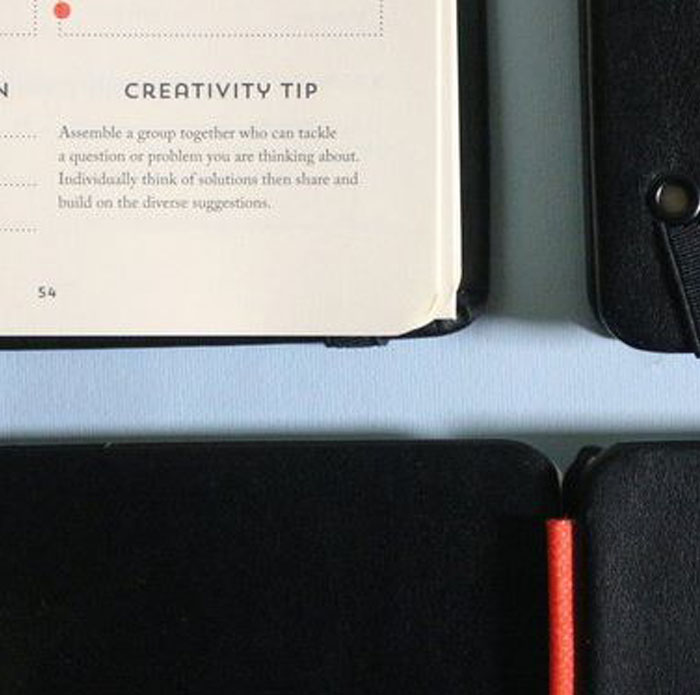 N
CREATIVITY TIP
Assemble a group together who can tackle
a question or problem you are thinking about.
Individually think of solutions then share and
build on the diverse suggestions.
54